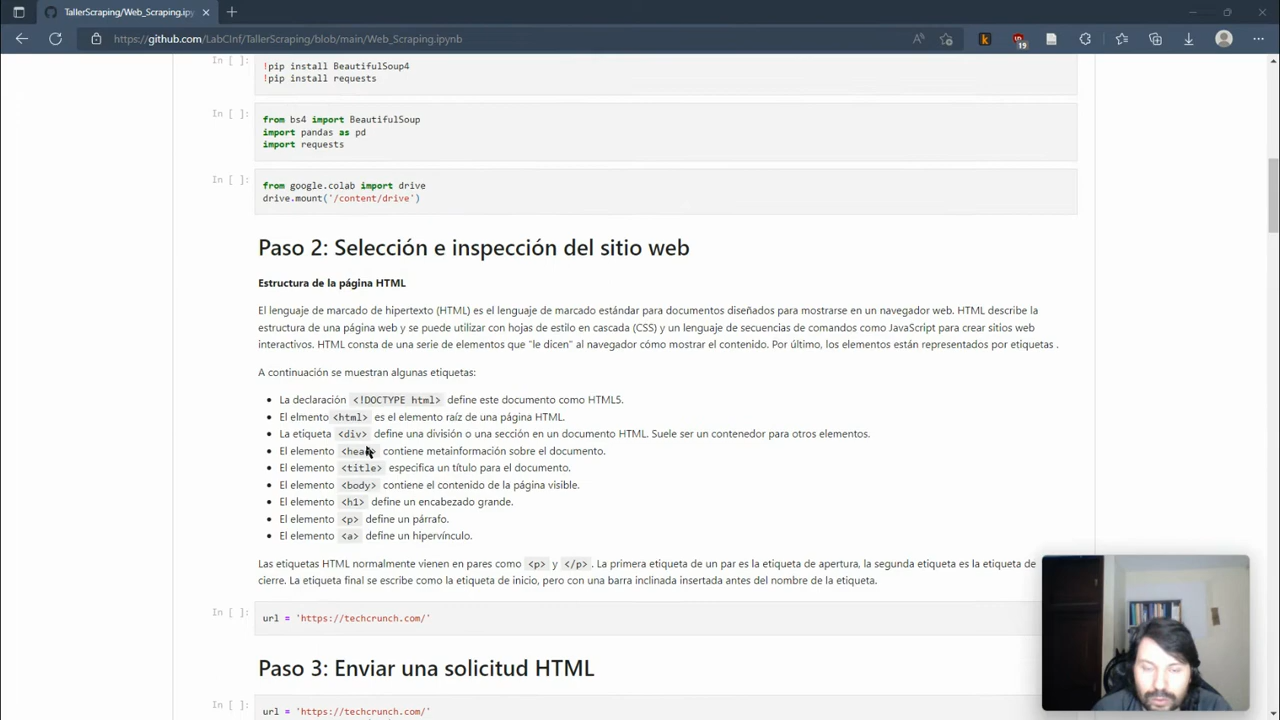 TallerScraping/Web_Scraping.ipy
https://github.com/LabCInf/TallerScraping/blob/main/Web_Scraping.ipynb
19
In [ ]:
!pip install BeautifulSoup4
!pip install requests
In [ ]:
from bs4 import BeautifulSoup
import pandas as pd
import requests
In [ ]:
from google.colab import drive
drive.mount('/content/drive')
Paso 2: Selección e inspección del sitio web
Estructura de la página HTML
El lenguaje de marcado de hipertexto (HTML) es el lenguaje de marcado estándar para documentos diseñados para mostrarse en un navegador web. HTML describe la
estructura de una página web y se puede utilizar con hojas de estilo en cascada (CSS) y un lenguaje de secuencias de comandos como JavaScript para crear sitios web
interactivos. HTML consta de una serie de elementos que "le dicen" al navegador cómo mostrar el contenido. Por último, los elementos están representados por etiquetas .
A continuación se muestran algunas etiquetas:
• La declaración <!DOCTYPE html> define este documento como HTML5.
• El elmento <html> es el elemento raíz de una página HTML.
• La etiqueta <div> define una división o una sección en un documento HTML. Suele ser un contenedor para otros elementos.
• El elemento <head> contiene metainformación sobre el documento.
• El elemento <title> especifica un título para el documento.
• El elemento <body> contiene el contenido de la página visible.
• El elemento <h1> define un encabezado grande.
• El elemento <p> define un párrafo.
• El elemento <a> define un hipervínculo.
Las etiquetas HTML normalmente vienen en pares como <p> y </p>. La primera etiqueta de un par es la etiqueta de apertura, la segunda etiqueta es la etiqueta de
cierre. La etiqueta final se escribe como la etiqueta de inicio, pero con una barra inclinada insertada antes del nombre de la etiqueta.
In [ ]:
url = 'https://techcrunch.com/'
Paso 3: Enviar una solicitud HTML
In [ ]:
url = 'https://techcrunch.com/'